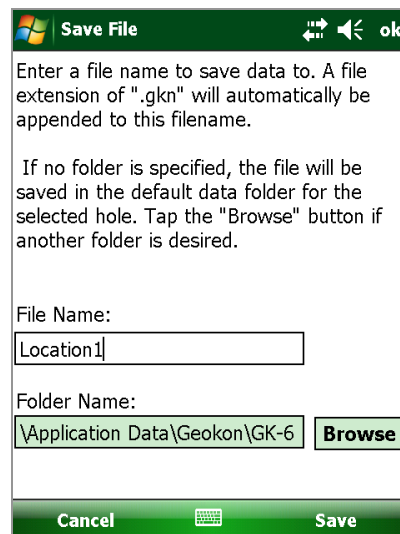 Save File
ok
Enter a file name to save data to. A file
extension of ".gkn" will automatically be
appended to this filename.
If no folder is specified, the file will be
saved in the default data folder for the
selected hole. Tap the "Browse" button if
another folder is desired.
File Name:
Location1
Folder Name:
\Application Data\Geokon\GK-6
Browse
Cancel
Save